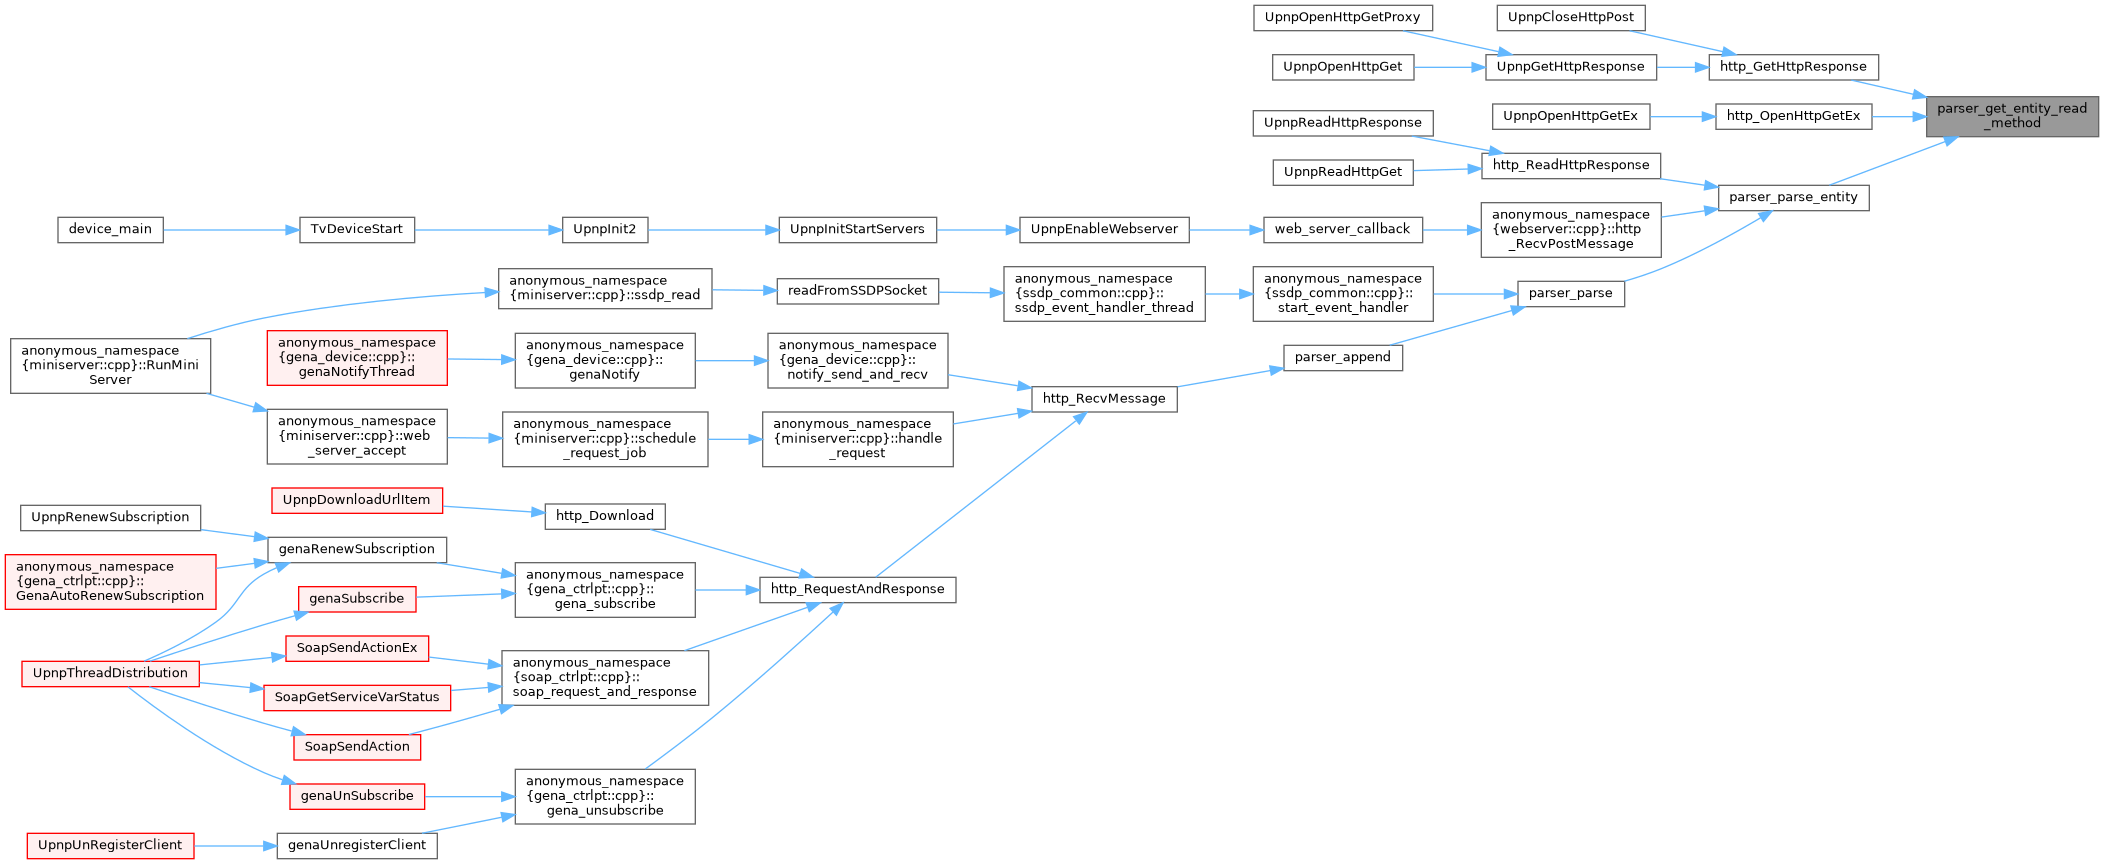 UpnpOpenHttpGetProxy
UpnpCloseHttpPost
UpnpOpenHttpGet
UpnpGetHttpResponse
http_GetHttpResponse
parser_get_entity_read
_method
UpnpOpenHttpGetEx
http_OpenHttpGetEx
UpnpReadHttpResponse
UpnpReadHttpGet
http_ReadHttpResponse
parser_parse_entity
device_main
TvDeviceStart
UpnpInit2
UpnpInitStartServers
UpnpEnableWebserver
web_server_callback
anonymous_namespace
{webserver::cpp}::http
_RecvPostMessage
anonymous_namespace
{miniserver::cpp}::ssdp_read
readFromSSDPSocket
anonymous_namespace
{ssdp_common::cpp}::
ssdp_event_handler_thread
anonymous_namespace
{ssdp_common::cpp}::
start_event_handler
parser_parse
anonymous_namespace
{miniserver::cpp}::RunMini
Server
anonymous_namespace
{gena_device::cpp}::
genaNotifyThread
anonymous_namespace
{gena_device::cpp}::
genaNotify
anonymous_namespace
{gena_device::cpp}::
notify_send_and_recv
parser_append
http_RecvMessage
anonymous_namespace
{miniserver::cpp}::web
_server_accept
anonymous_namespace
{miniserver::cpp}::schedule
_request_job
anonymous_namespace
{miniserver::cpp}::handle
_request
UpnpDownloadUrlItem
http_Download
UpnpRenewSubscription
genaRenewSubscription
anonymous_namespace
{gena_ctrlpt::cpp}::
GenaAutoRenewSubscription
genaSubscribe
anonymous_namespace
{gena_ctrlpt::cpp}::
gena_subscribe
http_RequestAndResponse
SoapSendActionEx
UpnpThreadDistribution
SoapGetServiceVarStatus
anonymous_namespace
{soap_ctrlpt::cpp}::
soap_request_and_response
SoapSendAction
genaUnSubscribe
anonymous_namespace
{gena_ctrlpt::cpp}::
gena_unsubscribe
UpnpUnRegisterClient
genaUnregisterClient